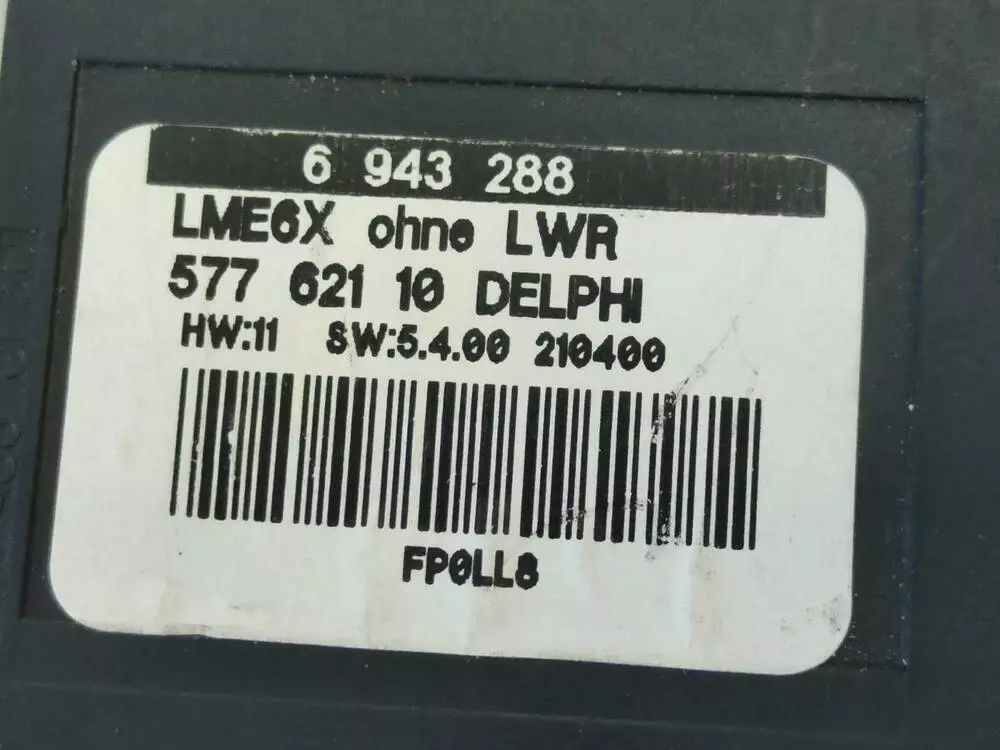 6 943 288
LME6X ohne LWR
577 621 10 DELPHI
HW:11 SW:5.4.00 210400
FP0LL8